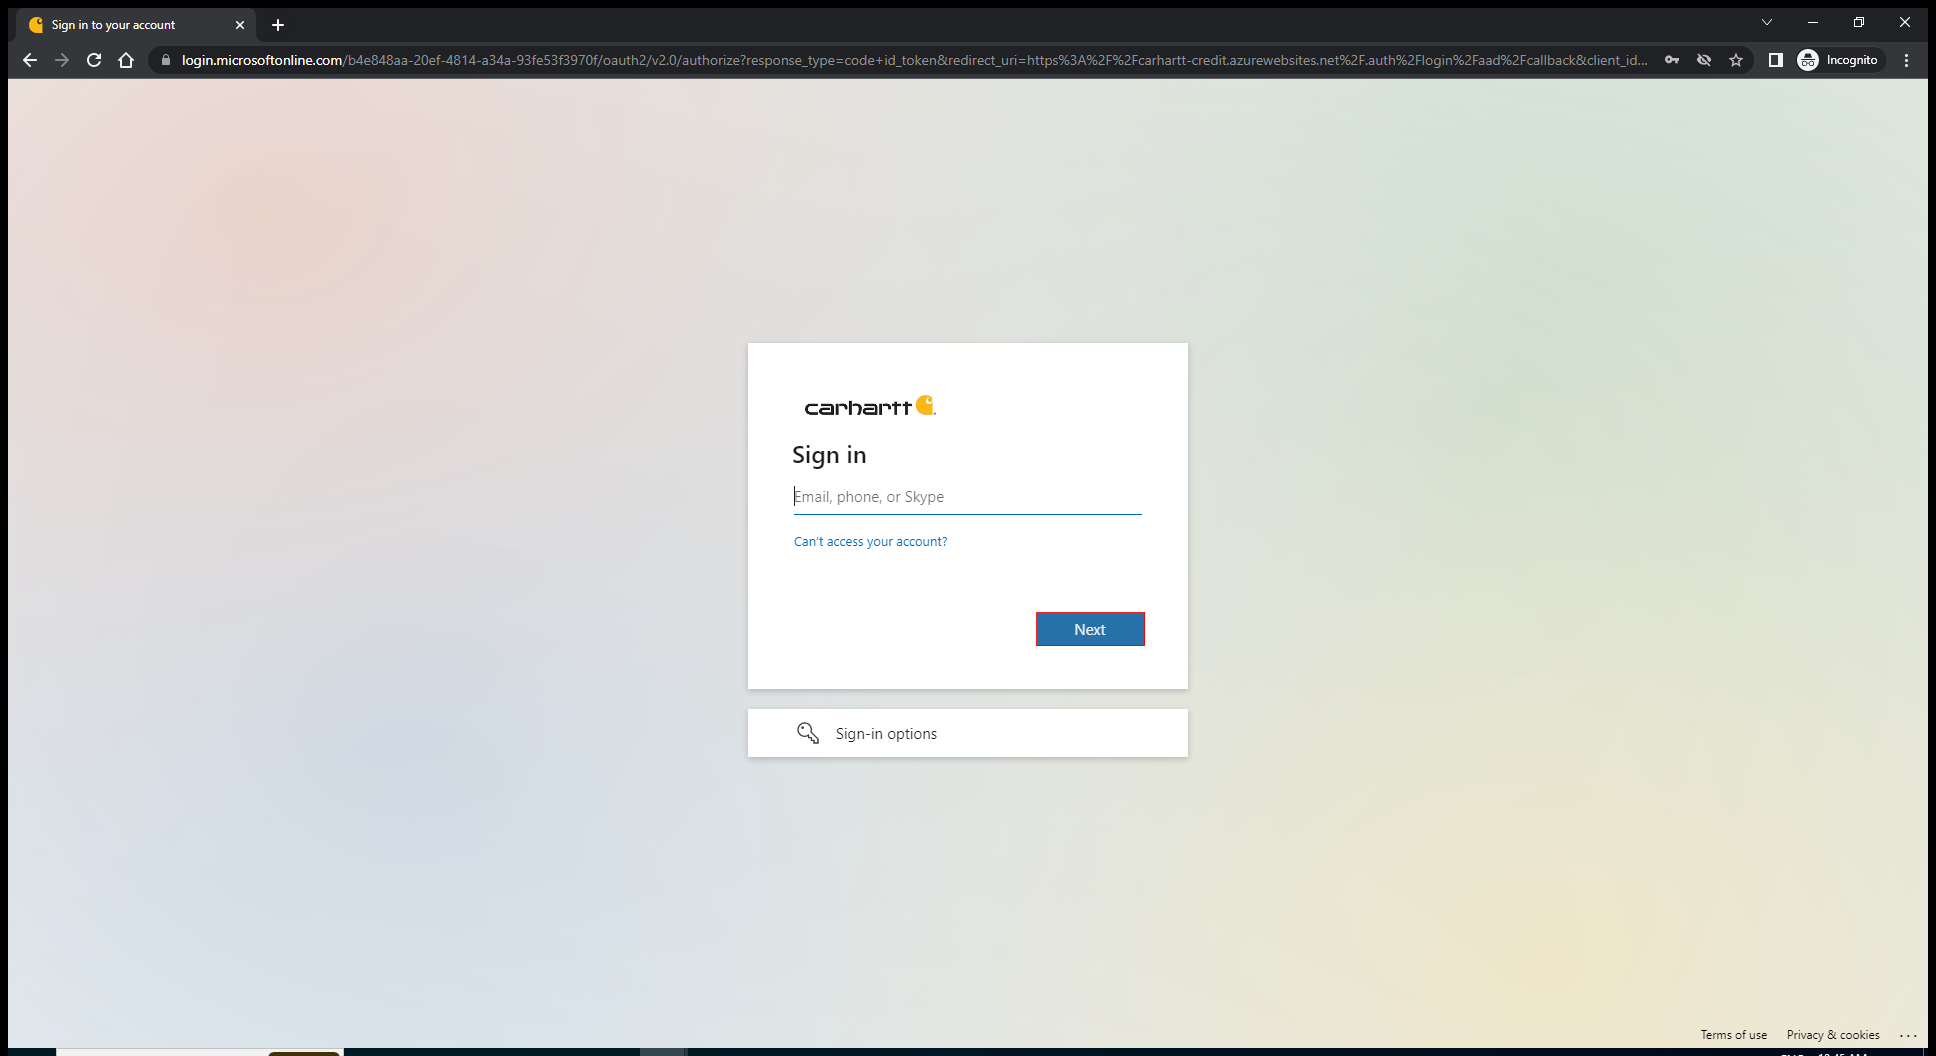 Sign in to your account
login.microsoftonline.com/b4e848aa-20ef-4814-a34a-93fe53f3970f/oauth2/v2.0/authorize?response_type=code+id_token&redirect_uri=https%3A%2F%2Fcarhartt-credit.azurewebsites.net%2F.auth%2Flogin%2Faad%2Fcallback&client_id...
Incognito
carhartt
Sign in
Email, phone, or Skype
Can't access your account?
Next
Sign-in options
Terms of use
Privacy & cookies